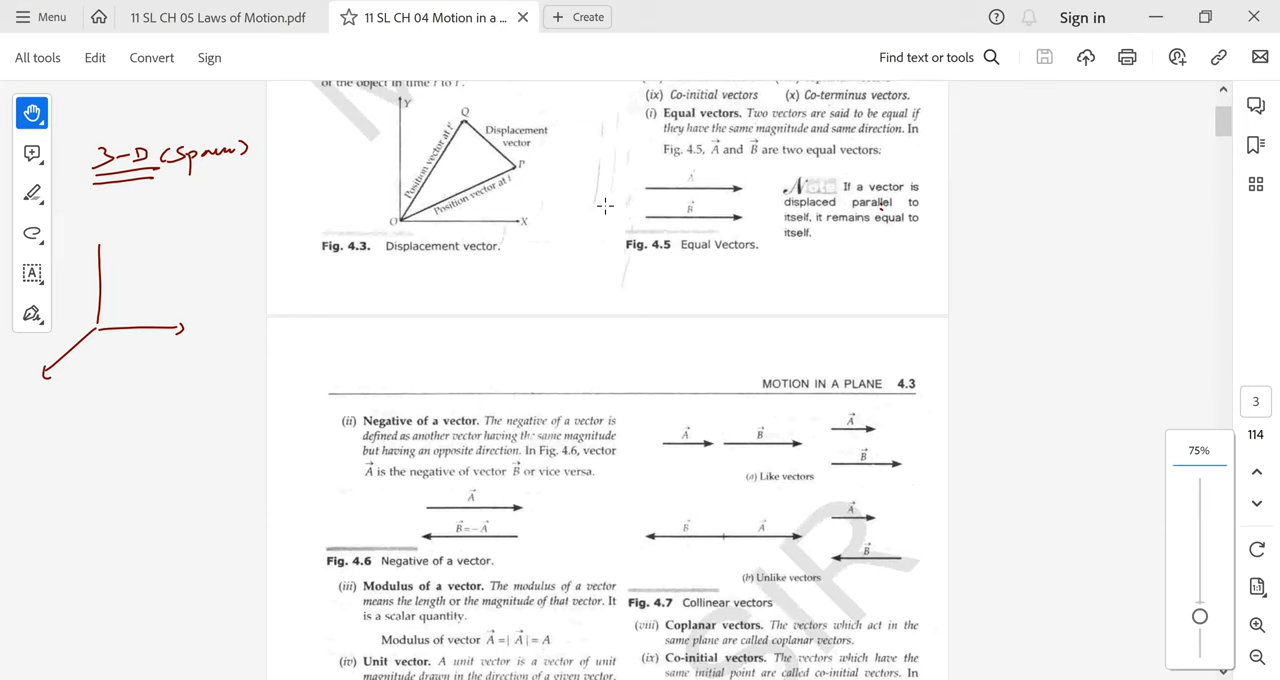 Menu
11 SL CH 05 Laws of Motion.pdf
11 SL CH 04 Motion in a ...
Create
Sign in
All tools
Edit
Convert
Sign
Find text or tools
3-D
of the object in time t to t'.
Y
Q
Displacement
vector
Position vector at t'
P
Position vector at t
O
X
Fig. 4.3. Displacement vector.
(ix) Co-initial vectors (x) Co-terminus vectors.
(i) Equal vectors. Two vectors are said to be equal if
they have the same magnitude and same direction. In
Fig. 4.5, A⃗ and B⃗ are two equal vectors.
A⃗
B⃗
Fig. 4.5 Equal Vectors.
Note If a vector is
displaced parallel to
itself, it remains equal to
itself.
MOTION IN A PLANE 4.3
(ii) Negative of a vector. The negative of a vector is
defined as another vector having the same magnitude
but having an opposite direction. In Fig. 4.6, vector
A⃗ is the negative of vector B⃗ or vice versa.
A⃗
B⃗ = – A⃗
Fig. 4.6 Negative of a vector.
(iii) Modulus of a vector. The modulus of a vector
means the length or the magnitude of that vector. It
is a scalar quantity.
Modulus of vector A⃗ = | A⃗ | = A
(iv) Unit vector. A unit vector is a vector of unit
magnitude drawn in the direction of a given vector.
A⃗ B⃗ A⃗
B⃗
(a) Like vectors
B⃗ A⃗ A⃗
B⃗
(b) Unlike vectors
Fig. 4.7 Collinear vectors
(viii) Coplanar vectors. The vectors which act in the
same plane are called coplanar vectors.
(ix) Co-initial vectors. The vectors which have the
same initial point are called co-initial vectors. In
SIR
3
114
75%